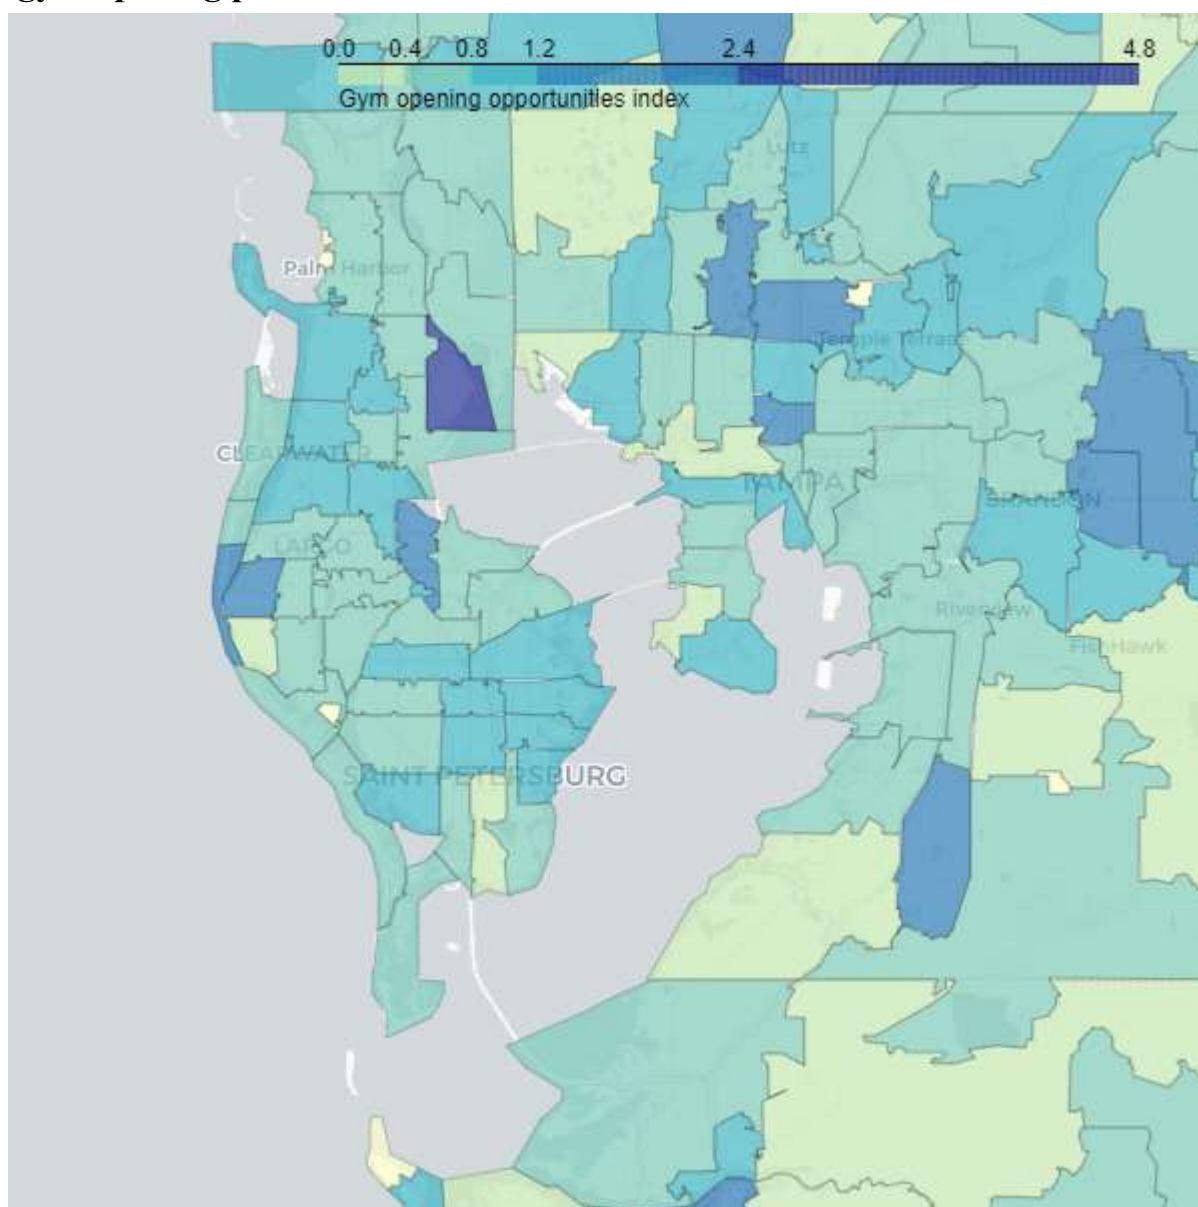 0.0 0.4 0.8 1.2 2.4 4.8
Gym opening opportunities index
Lutz
Palm Harbor
Temple Terrace
CLEARWATER
TAMPA
BRANDON
LARGO
Riverview
FishHawk
SAINT PETERSBURG